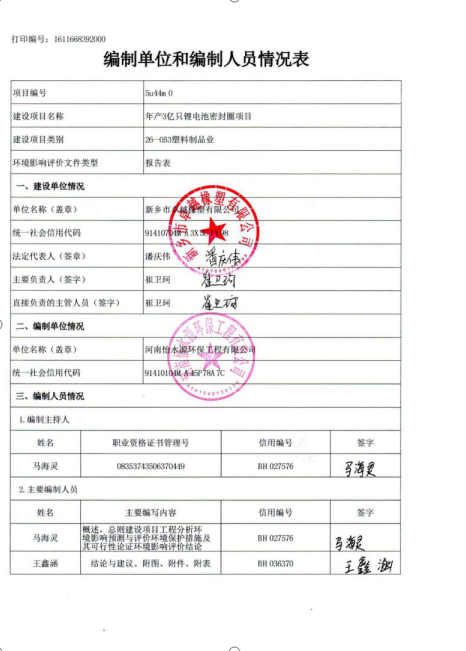 打印编号：1611668392000
编制单位和编制人员情况表
项目编号 5u44m0
建设项目名称 年产3亿只锂电池密封圈项目
建设项目类别 26—053塑料制品业
环境影响评价文件类型 报告表
一、建设单位情况
单位名称（盖章） 新乡市卓越橡塑有限公司
统一社会信用代码
法定代表人（签章） 潘庆伟 潘庆伟
主要负责人（签字） 崔卫珂 崔卫珂
直接负责的主管人员（签字） 崔卫珂 崔卫珂
二、编制单位情况
单位名称（盖章） 河南怡水源环保工程有限公司
统一社会信用代码 91410104MA45P78A7C
三、编制人员情况
1.编制主持人
姓名 职业资格证书管理号 信用编号 签字
马海灵 08353743506370449 BH 027576 马海灵
2.主要编制人员
姓名 主要编写内容 信用编号 签字
概述，总则建设项目工程分析环
马海灵 境影响预测与评价环境保护措施及 BH 027576 马海灵
其可行性论证环境影响评价结论
王鑫涵 结论与建议、附图、附件、附表 BH 036370 王鑫涵